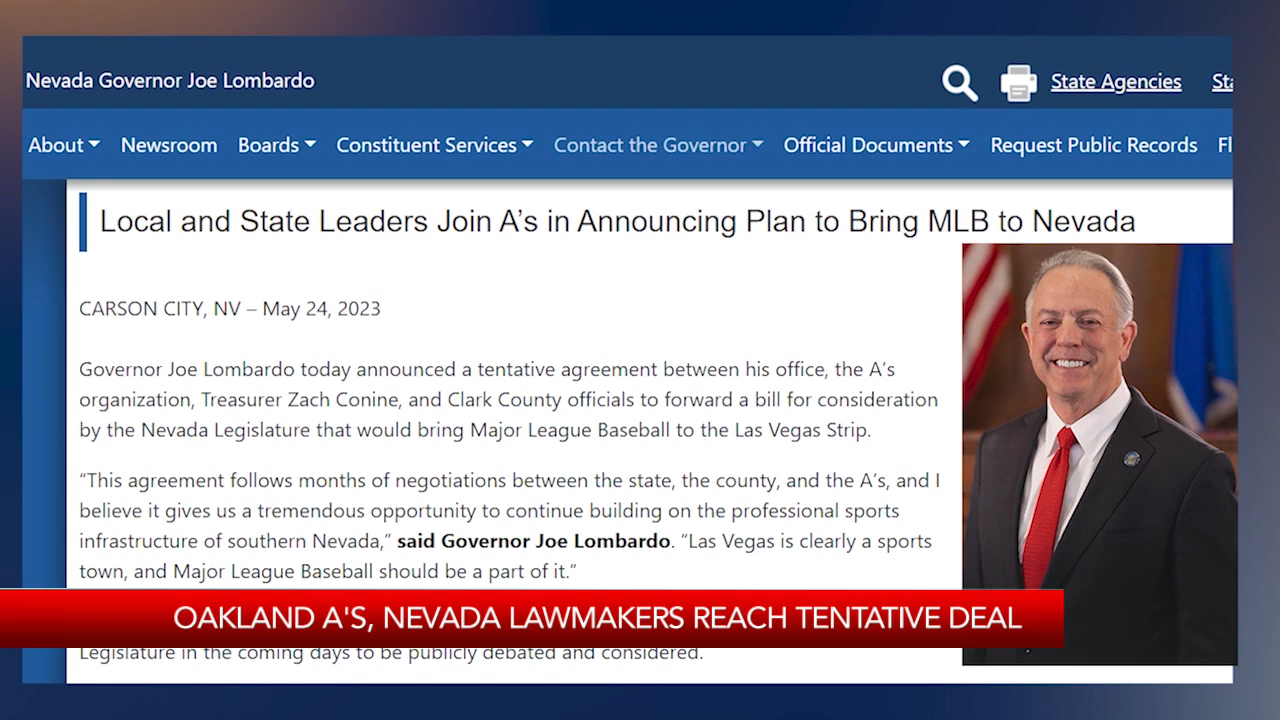 Nevada Governor Joe Lombardo
State Agencies
About
Newsroom
Boards
Constituent Services
Contact the Governor
Official Documents
Request Public Records
Local and State Leaders Join A’s in Announcing Plan to Bring MLB to Nevada
CARSON CITY, NV – May 24, 2023
Governor Joe Lombardo today announced a tentative agreement between his office, the A’s
organization, Treasurer Zach Conine, and Clark County officials to forward a bill for consideration
by the Nevada Legislature that would bring Major League Baseball to the Las Vegas Strip.
“This agreement follows months of negotiations between the state, the county, and the A’s, and I
believe it gives us a tremendous opportunity to continue building on the professional sports
infrastructure of southern Nevada,” said Governor Joe Lombardo. “Las Vegas is clearly a sports
town, and Major League Baseball should be a part of it.”
OAKLAND A'S, NEVADA LAWMAKERS REACH TENTATIVE DEAL
Legislature in the coming days to be publicly debated and considered.